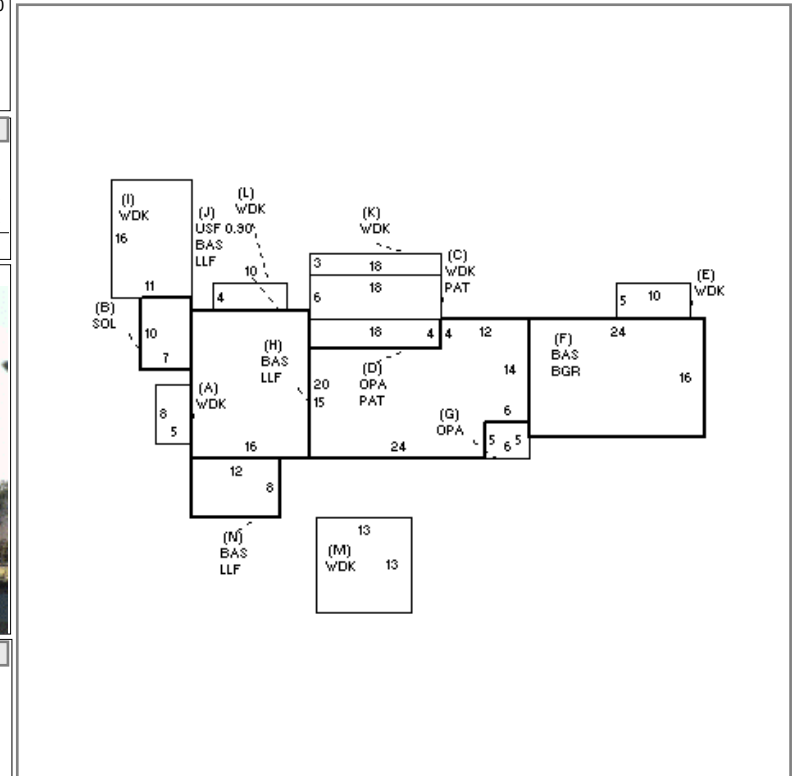 (I)
WDK
16
11
(J)
USF 0.90
BAS
LLF
(L)
WDK
10
4
(K)
WDK
3
18
18
6
18
4
(C)
WDK
PAT
(E)
WDK
5
10
(B)
SOL
10
7
(H)
BAS
LLF
20
15
(D)
OPA
PAT
4
12
14
6
24
(F)
BAS
BGR
16
(A)
WDK
8
5
16
24
(G)
OPA
5
6
5
12
8
(N)
BAS
LLF
13
(M)
WDK
13